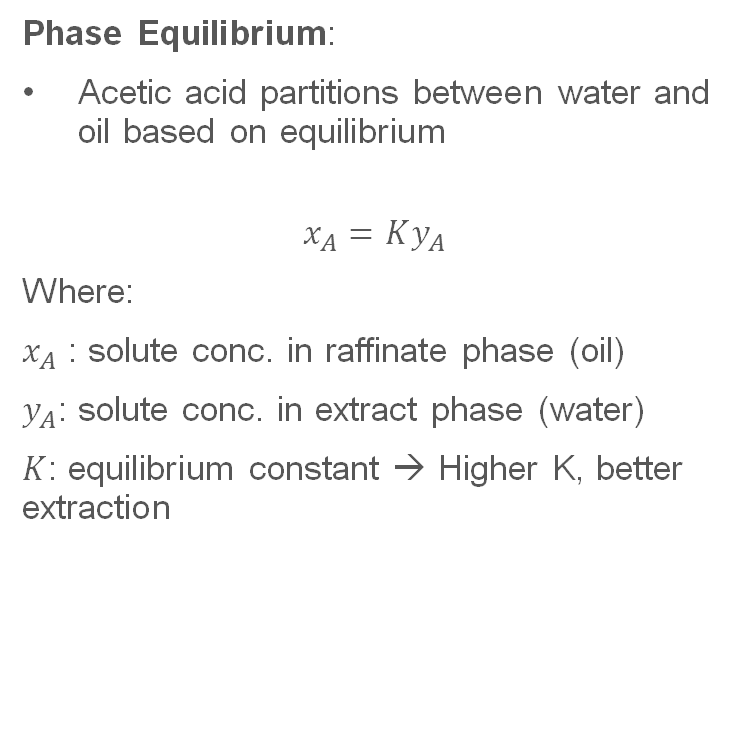 Phase Equilibrium:
• Acetic acid partitions between water and
oil based on equilibrium
x_A = Ky_A
Where:
x_A : solute conc. in raffinate phase (oil)
y_A: solute conc. in extract phase (water)
K: equilibrium constant → Higher K, better
extraction